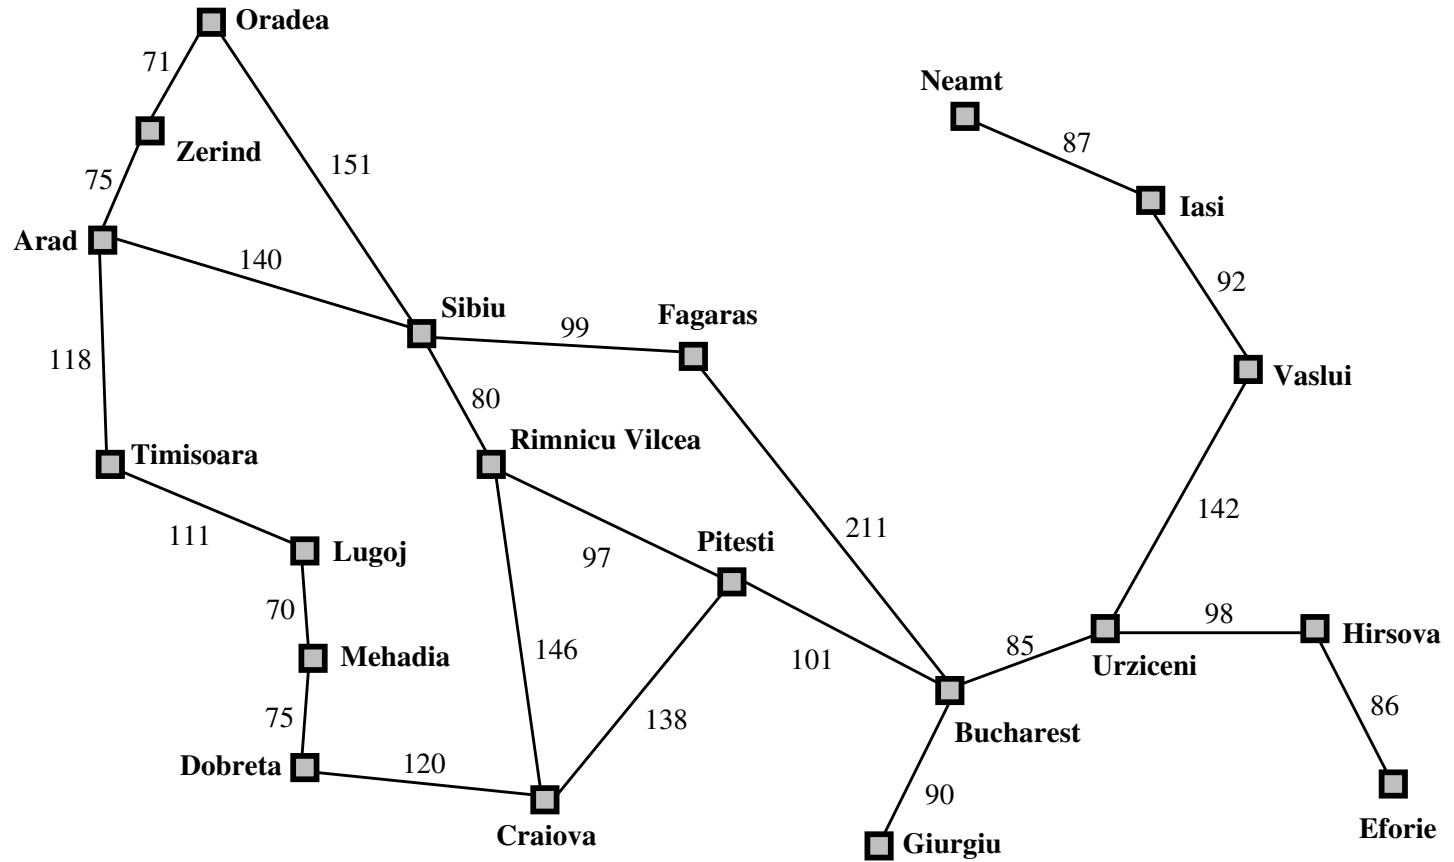 Oradea
71
Neamt
Zerind
87
151
75
Iasi
Arad
140
92
Sibiu
Fagaras
99
118
Vaslui
80
Rimnicu Vilcea
Timisoara
142
111
211
Pitesti
Lugoj
97
70
98
Hirsova
85
146
Mehadia
101
Urziceni
86
75
138
Bucharest
Dobreta
120
90
Eforie
Craiova
Giurgiu